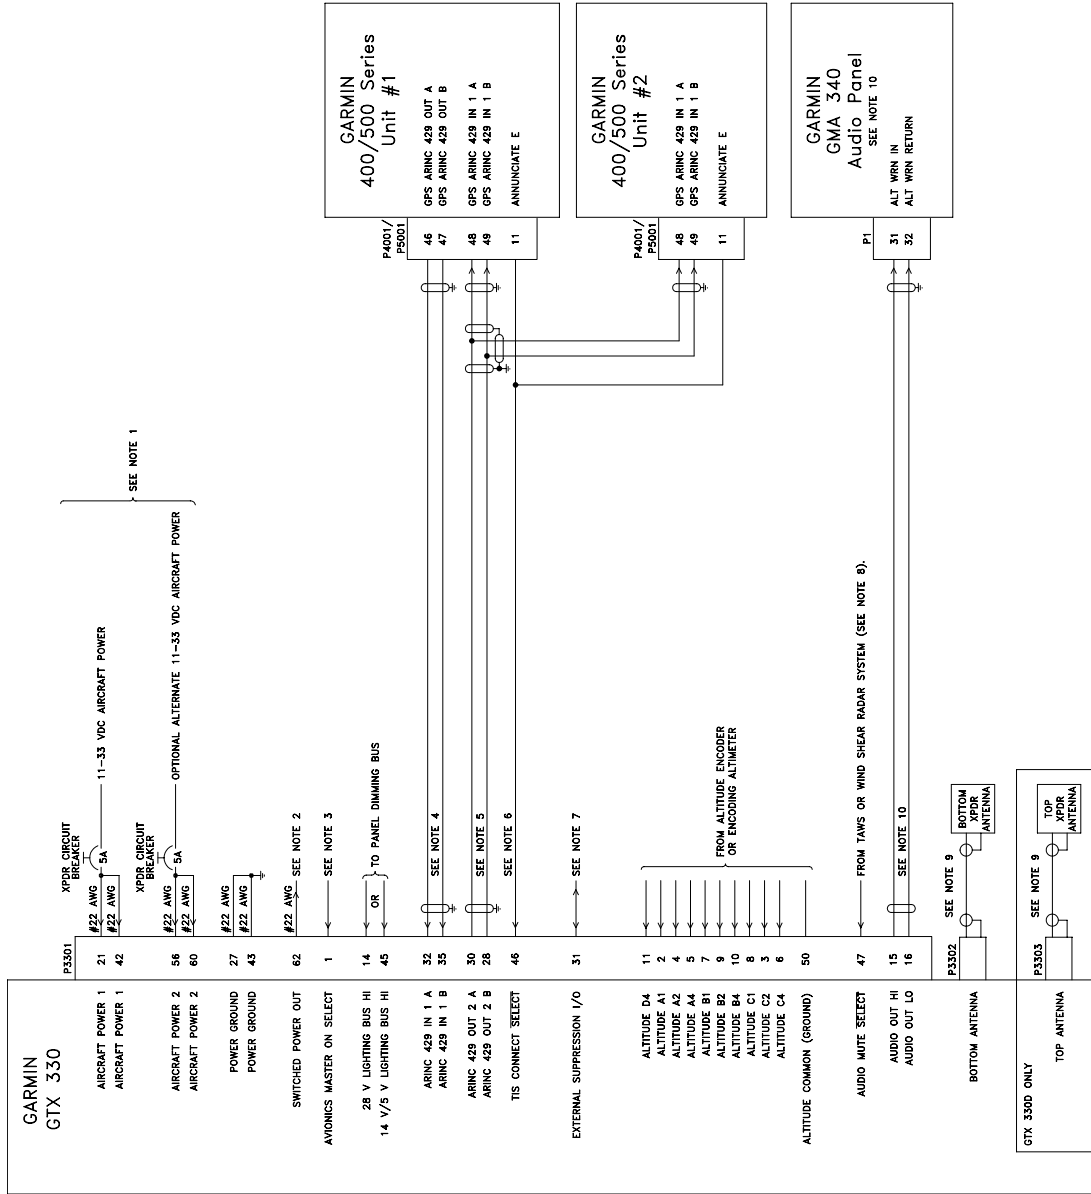 GARMIN
GTX 330
P3301
AIRCRAFT POWER 1 21 #22 AWG
AIRCRAFT POWER 1 42 #22 AWG
XPDR CIRCUIT
BREAKER
5A
11-33 VDC AIRCRAFT POWER
AIRCRAFT POWER 2 56 #22 AWG
AIRCRAFT POWER 2 60 #22 AWG
XPDR CIRCUIT
BREAKER
5A
OPTIONAL ALTERNATE 11-33 VDC AIRCRAFT POWER
SEE NOTE 1
POWER GROUND 27 #22 AWG
POWER GROUND 43 #22 AWG
SWITCHED POWER OUT 62 #22 AWG SEE NOTE 2
AVIONICS MASTER ON SELECT 1 SEE NOTE 3
28 V LIGHTING BUS HI 14
OR TO PANEL DIMMING BUS
14 V/5 V LIGHTING BUS HI 45
ARINC 429 IN 1 A 32
SEE NOTE 4
ARINC 429 IN 1 B 35
ARINC 429 OUT 2 A 30
SEE NOTE 5
ARINC 429 OUT 2 B 28
TIS CONNECT SELECT 46 SEE NOTE 6
EXTERNAL SUPPRESSION I/O 31 SEE NOTE 7
ALTITUDE D4 11
ALTITUDE A1 2
ALTITUDE A2 4
ALTITUDE A4 5
ALTITUDE B1 7
ALTITUDE B2 9
ALTITUDE B4 10
ALTITUDE C1 8
ALTITUDE C2 3
ALTITUDE C4 6
FROM ALTITUDE ENCODER
OR ENCODING ALTIMETER
ALTITUDE COMMON (GROUND) 50
AUDIO MUTE SELECT 47 FROM TAWS OR WIND SHEAR RADAR SYSTEM (SEE NOTE 8).
AUDIO OUT HI 15
SEE NOTE 10
AUDIO OUT LO 16
P3302
BOTTOM ANTENNA
SEE NOTE 9
BOTTOM
XPDR
ANTENNA
GTX 330D ONLY
P3303
TOP ANTENNA
SEE NOTE 9
TOP
XPDR
ANTENNA
P4001/
P5001
GARMIN
400/500 Series
Unit #1
46 GPS ARINC 429 OUT A
47 GPS ARINC 429 OUT B
48 GPS ARINC 429 IN 1 A
49 GPS ARINC 429 IN 1 B
11 ANNUNCIATE E
P4001/
P5001
GARMIN
400/500 Series
Unit #2
48 GPS ARINC 429 IN 1 A
49 GPS ARINC 429 IN 1 B
11 ANNUNCIATE E
P1
GARMIN
GMA 340
Audio Panel
SEE NOTE 10
31 ALT WRN IN
32 ALT WRN RETURN